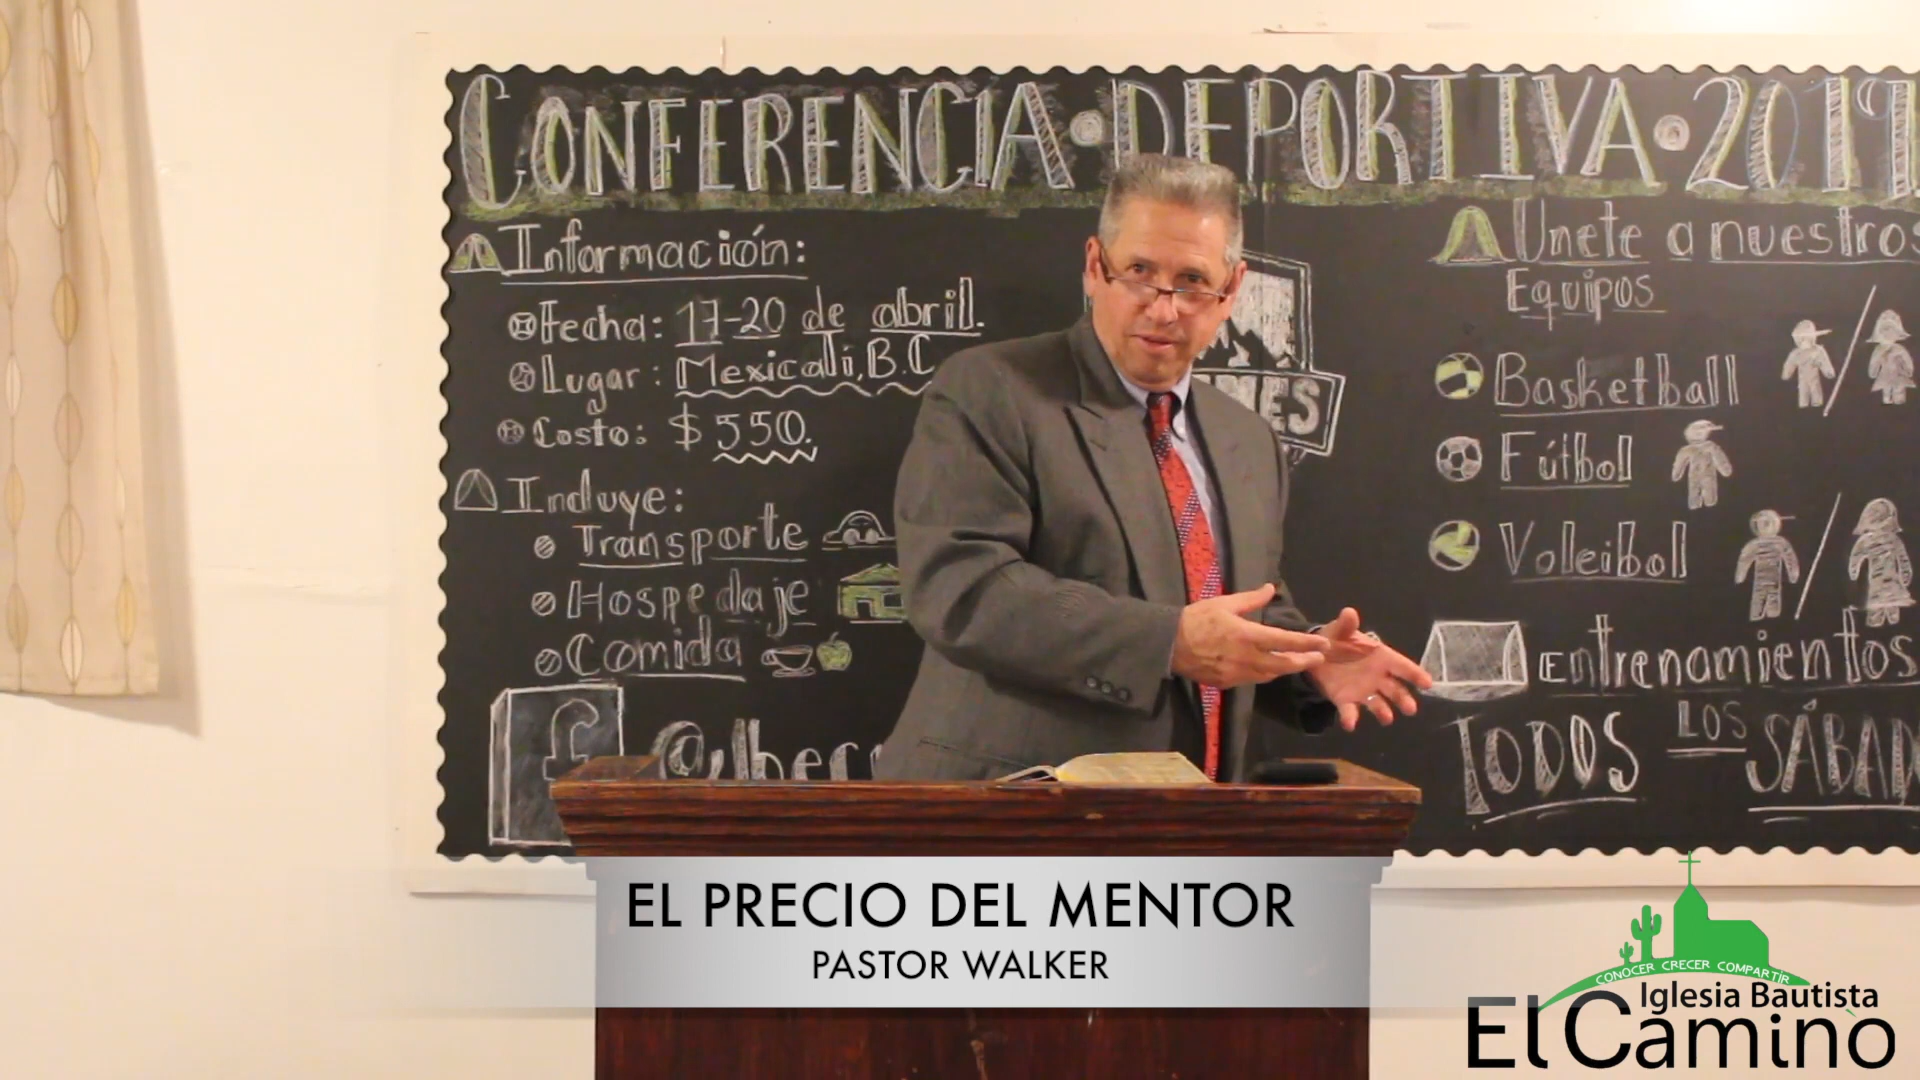 CONFERENCIA • DEPORTIVA • 2019
Información:
Fecha: 17-20 de abril.
Lugar: Mexicali, B.C
Costo: $550.
Incluye:
Transporte
Hospedaje
Comida
f
Unete a nuestros
Equipos
Basketball
Fútbol
Voleibol
Entrenamientos
TODOS LOS
EL PRECIO DEL MENTOR
PASTOR WALKER
CONOCER CRECER COMPARTIR
Iglesia Bautista
El Camino